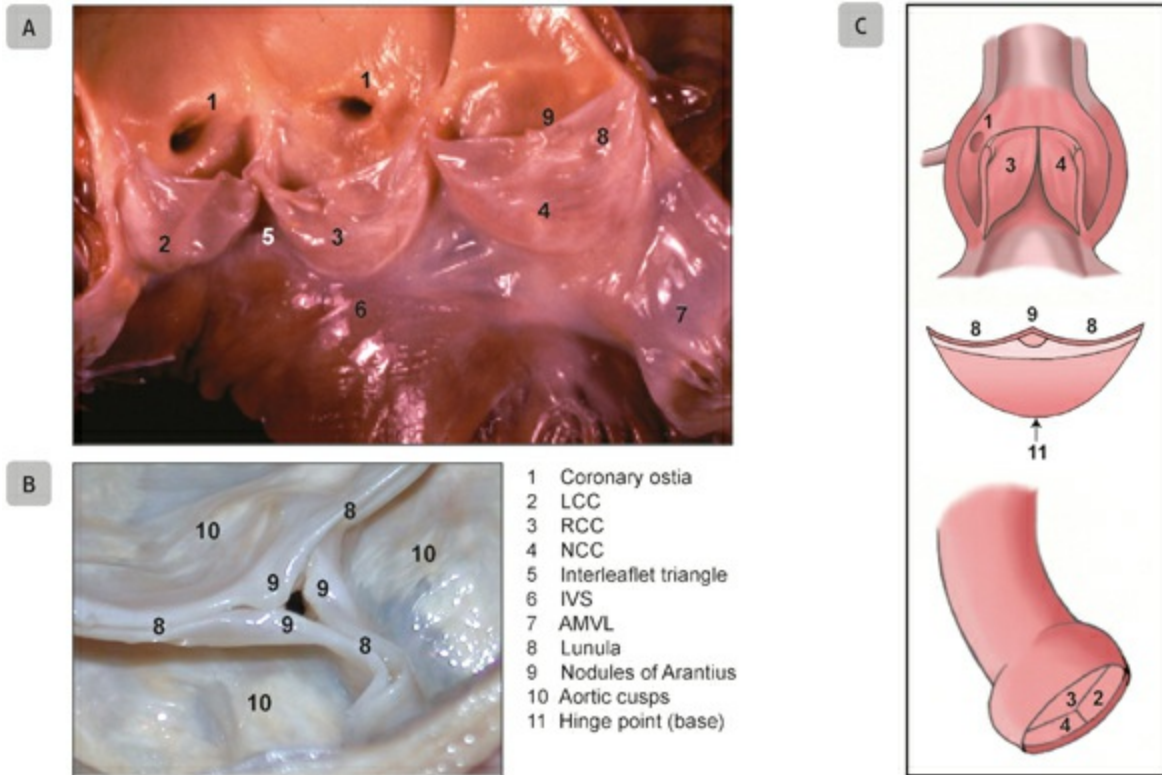 A
1
1
9
8
4
2
5
3
6
7
B
8
10
10
9
9
8
9
8
10
1 Coronary ostia
2 LCC
3 RCC
4 NCC
5 Interleaflet triangle
6 IVS
7 AMVL
8 Lunula
9 Nodules of Arantius
10 Aortic cusps
11 Hinge point (base)
C
1
3 4
9
8 8
11
3 2
4